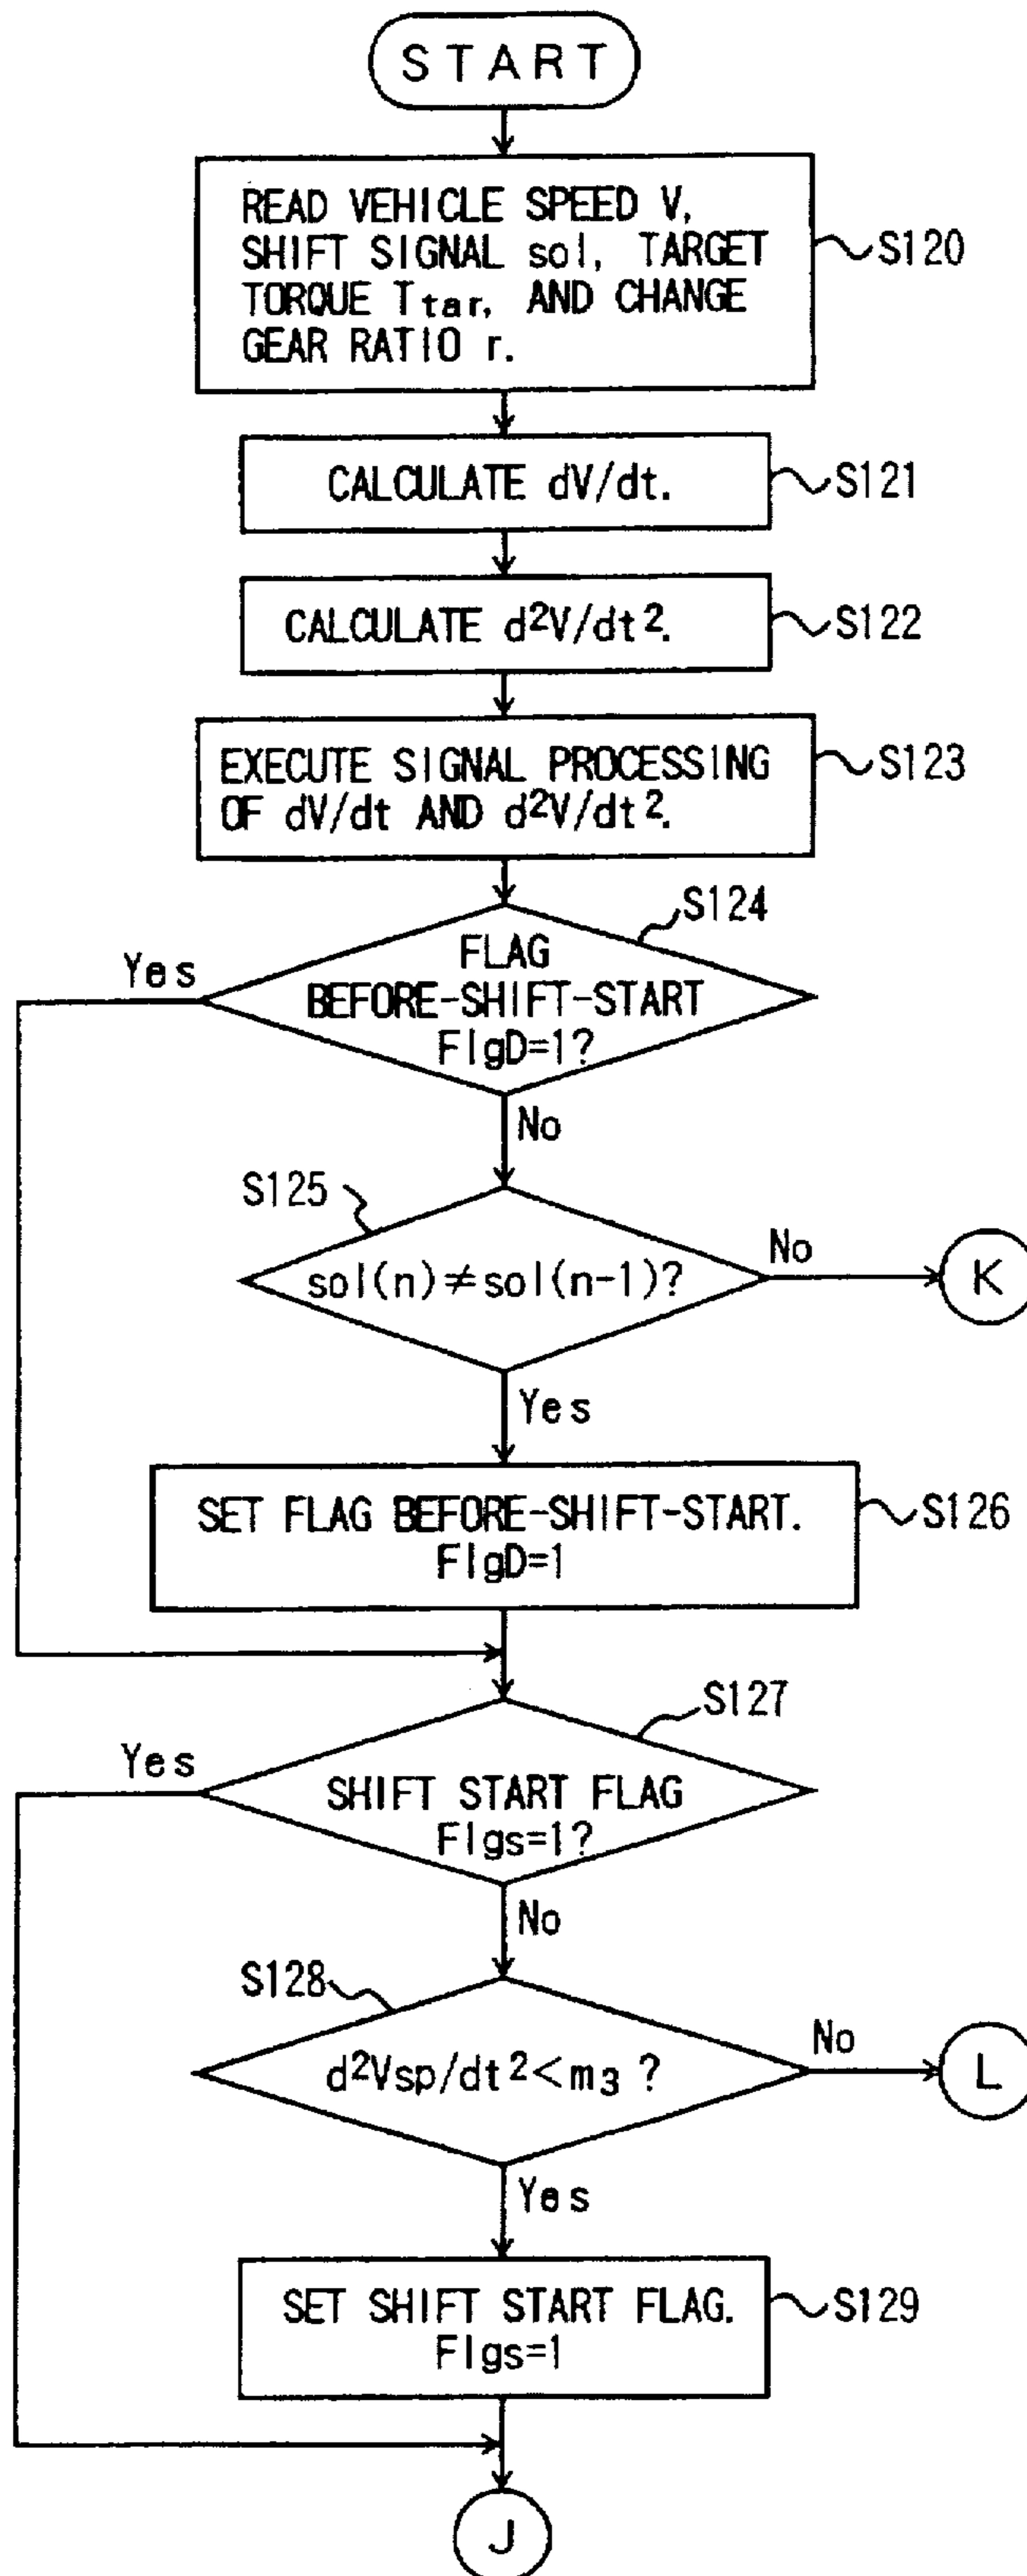 START
READ VEHICLE SPEED V,
SHIFT SIGNAL sol, TARGET
TORQUE Ttar, AND CHANGE
GEAR RATIO r.
S120
CALCULATE dV/dt.
S121
CALCULATE d²V/dt².
S122
EXECUTE SIGNAL PROCESSING
OF dV/dt AND d²V/dt².
S123
S124
FLAG
BEFORE-SHIFT-START
FlgD=1?
Yes
No
S125
sol(n)≠sol(n-1)?
No
K
Yes
SET FLAG BEFORE-SHIFT-START.
FlgD=1
S126
S127
SHIFT START FLAG
Flgs=1?
Yes
No
S128
d²Vsp/dt²<m₃ ?
No
L
Yes
SET SHIFT START FLAG.
Flgs=1
S129
J